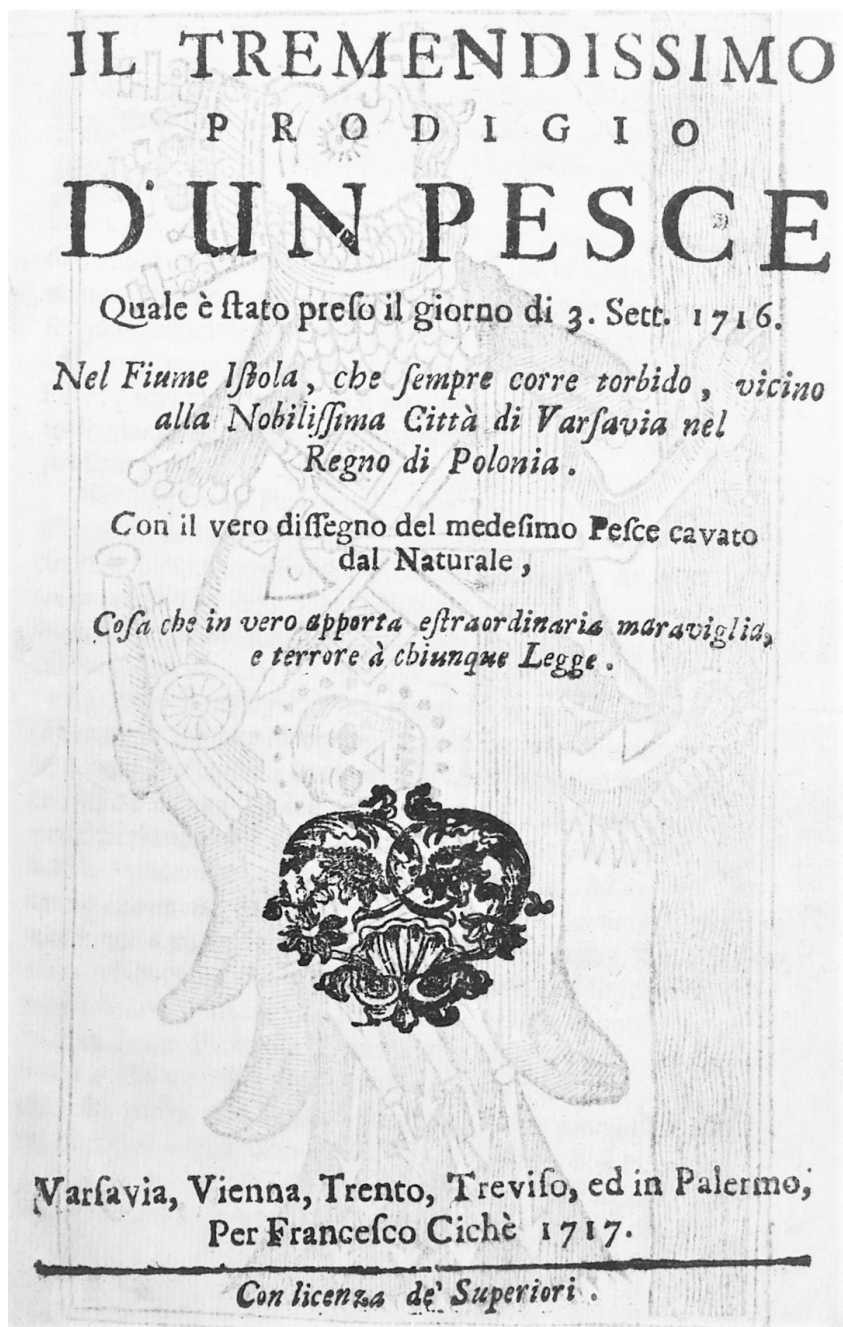 IL TREMENDISSIMO
PRODIGIO
D'UN PESCE
Quale è ſtato preſo il giorno di 3. Sett. 1716.
Nel Fiume Iſtola, che ſempre corre torbido, vicino
alla Nobiliſſima Città di Varſavia nel
Regno di Polonia.
Con il vero diſſegno del medeſimo Peſce cavato
dal Naturale,
Coſa che in vero apporta eſtraordinaria maraviglia,
e terrore à chiunque Legge.
Varſavia, Vienna, Trento, Treviſo, ed in Palermo,
Per Franceſco Cichè 1717.
Con licenza de' Superiori.